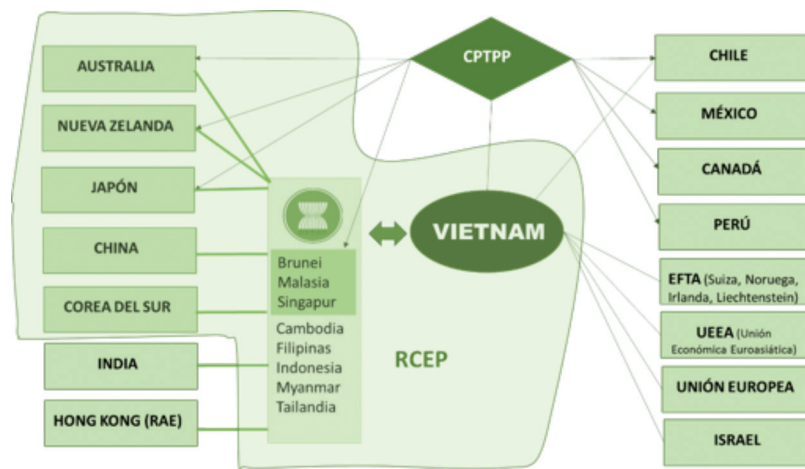 AUSTRALIA
NUEVA ZELANDA
JAPÓN
CHINA
COREA DEL SUR
INDIA
HONG KONG (RAE)
CPTPP
Brunei
Malasia
Singapur
Cambodia
Filipinas
Indonesia
Myanmar
Tailandia
VIETNAM
RCEP
CHILE
MÉXICO
CANADÁ
PERÚ
EFTA (Suiza, Noruega,
Irlanda, Liechtenstein)
UEEA (Unión
Económica Euroasiática)
UNIÓN EUROPEA
ISRAEL